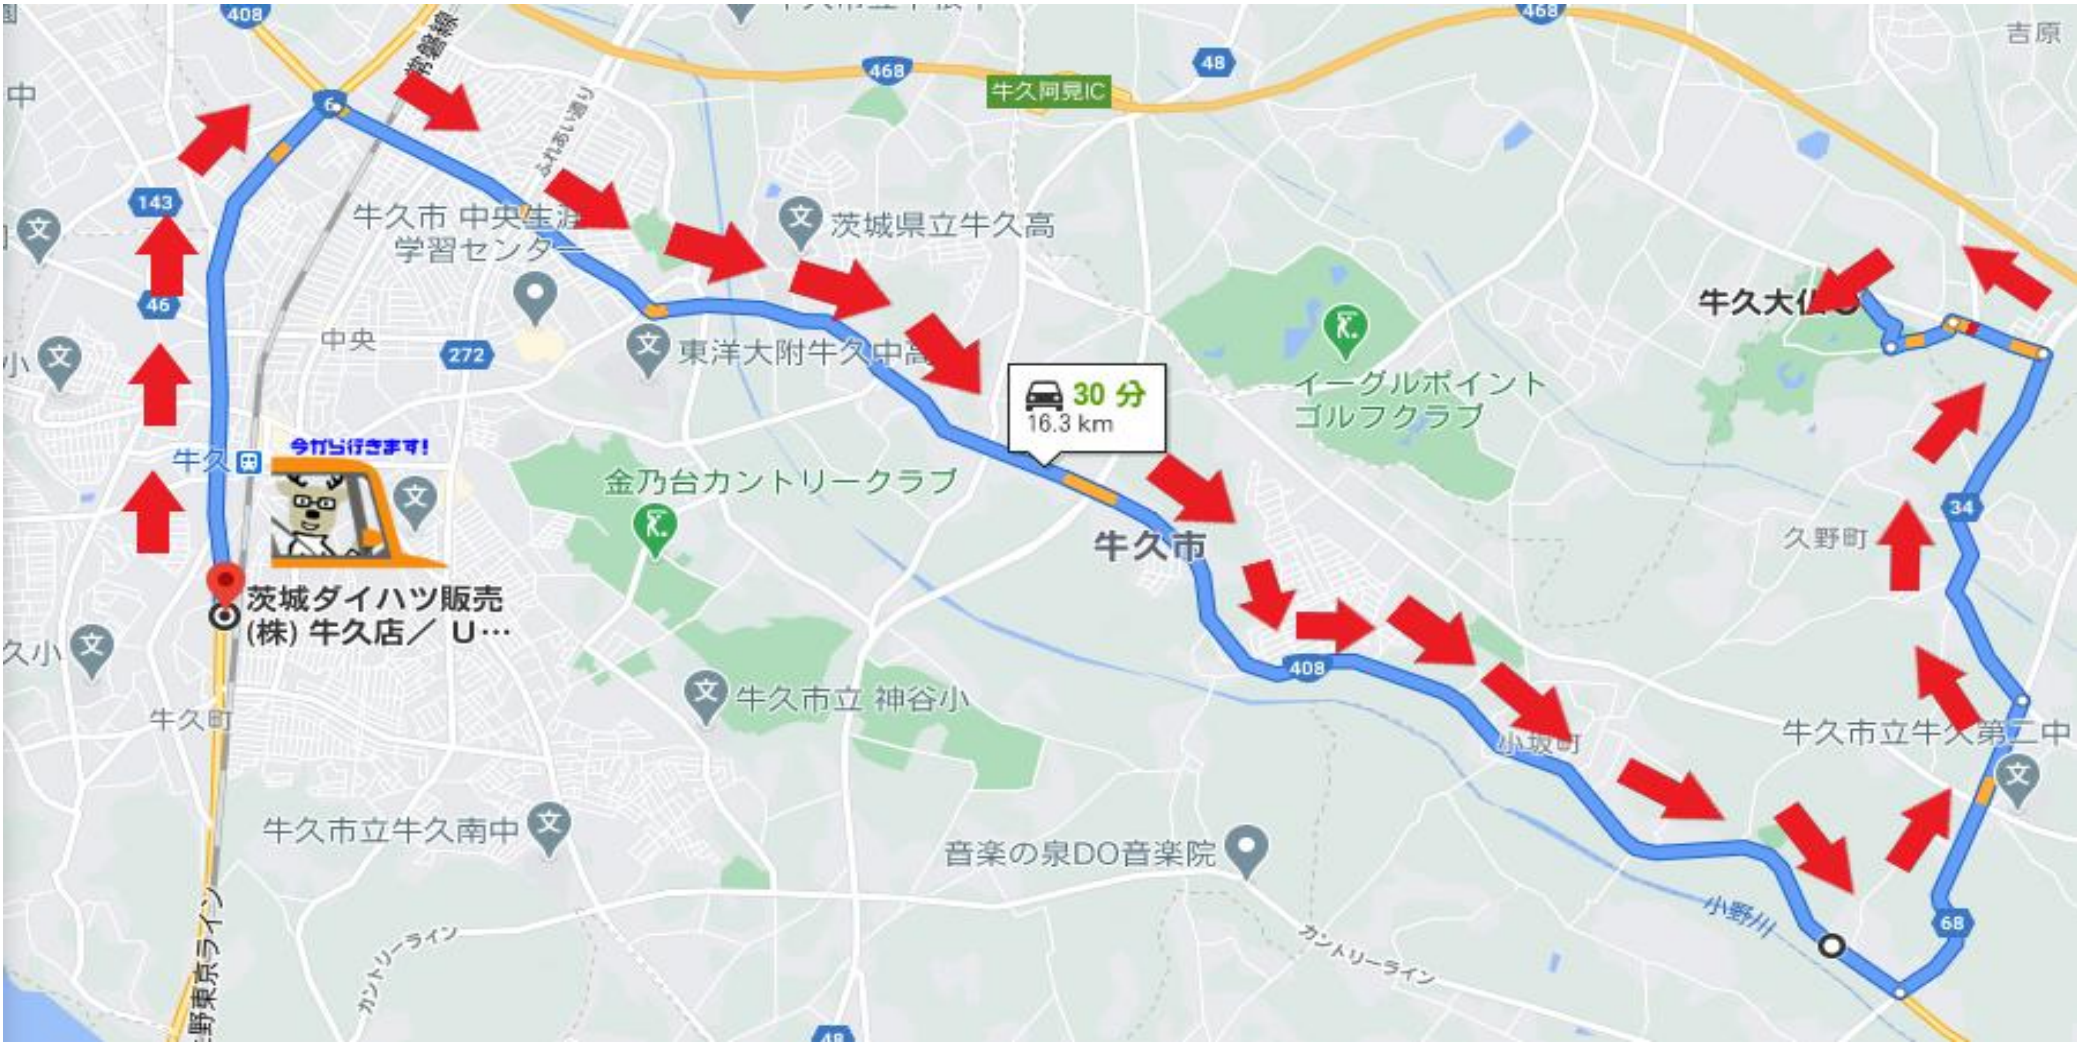 408
常磐線
468
468
吉原
48
牛久阿見IC
中
6
ふれあい通り
143
牛久市 中央生涯
学習センター
茨城県立牛久高
46
中央
272
小
東洋大附牛久中高
牛久大仏
30 分
16.3 km
イーグルポイント
ゴルフクラブ
今から行きます!
牛久
金乃台カントリークラブ
34
久野町
牛久市
茨城ダイハツ販売
(株) 牛久店／ U…
久小
408
牛久市立 神谷小
牛久町
小坂町
牛久市立牛久第二中
牛久市立牛久南中
音楽の泉DO音楽院
小野川
68
カントリーライン
カントリーライン
野東京ライン
48